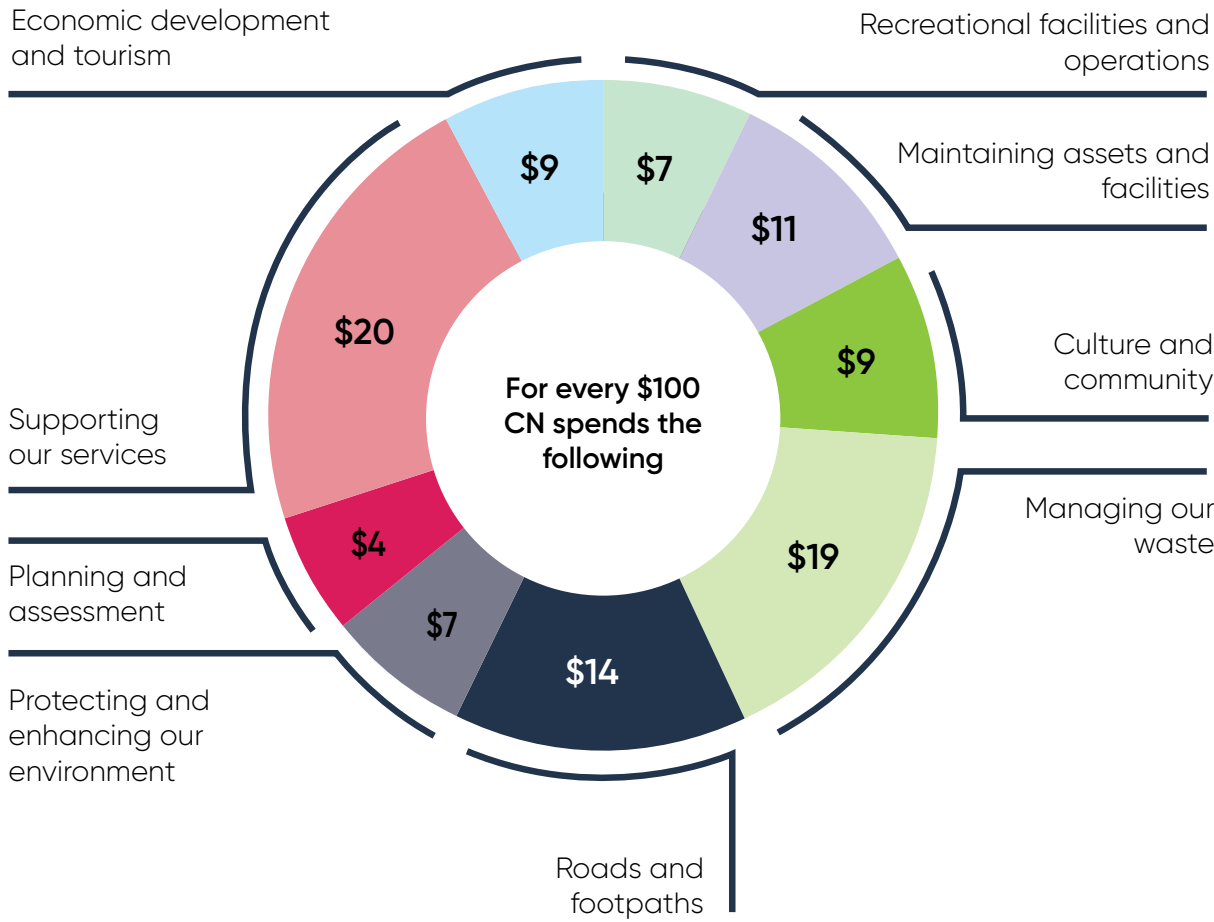 Economic development
and tourism
Recreational facilities and
operations
Maintaining assets and
facilities
Culture and
community
Managing our
waste
Roads and
footpaths
Protecting and
enhancing our
environment
Planning and
assessment
Supporting
our services
$9
$7
$11
$9
$19
$14
$7
$4
$20
For every $100
CN spends the
following